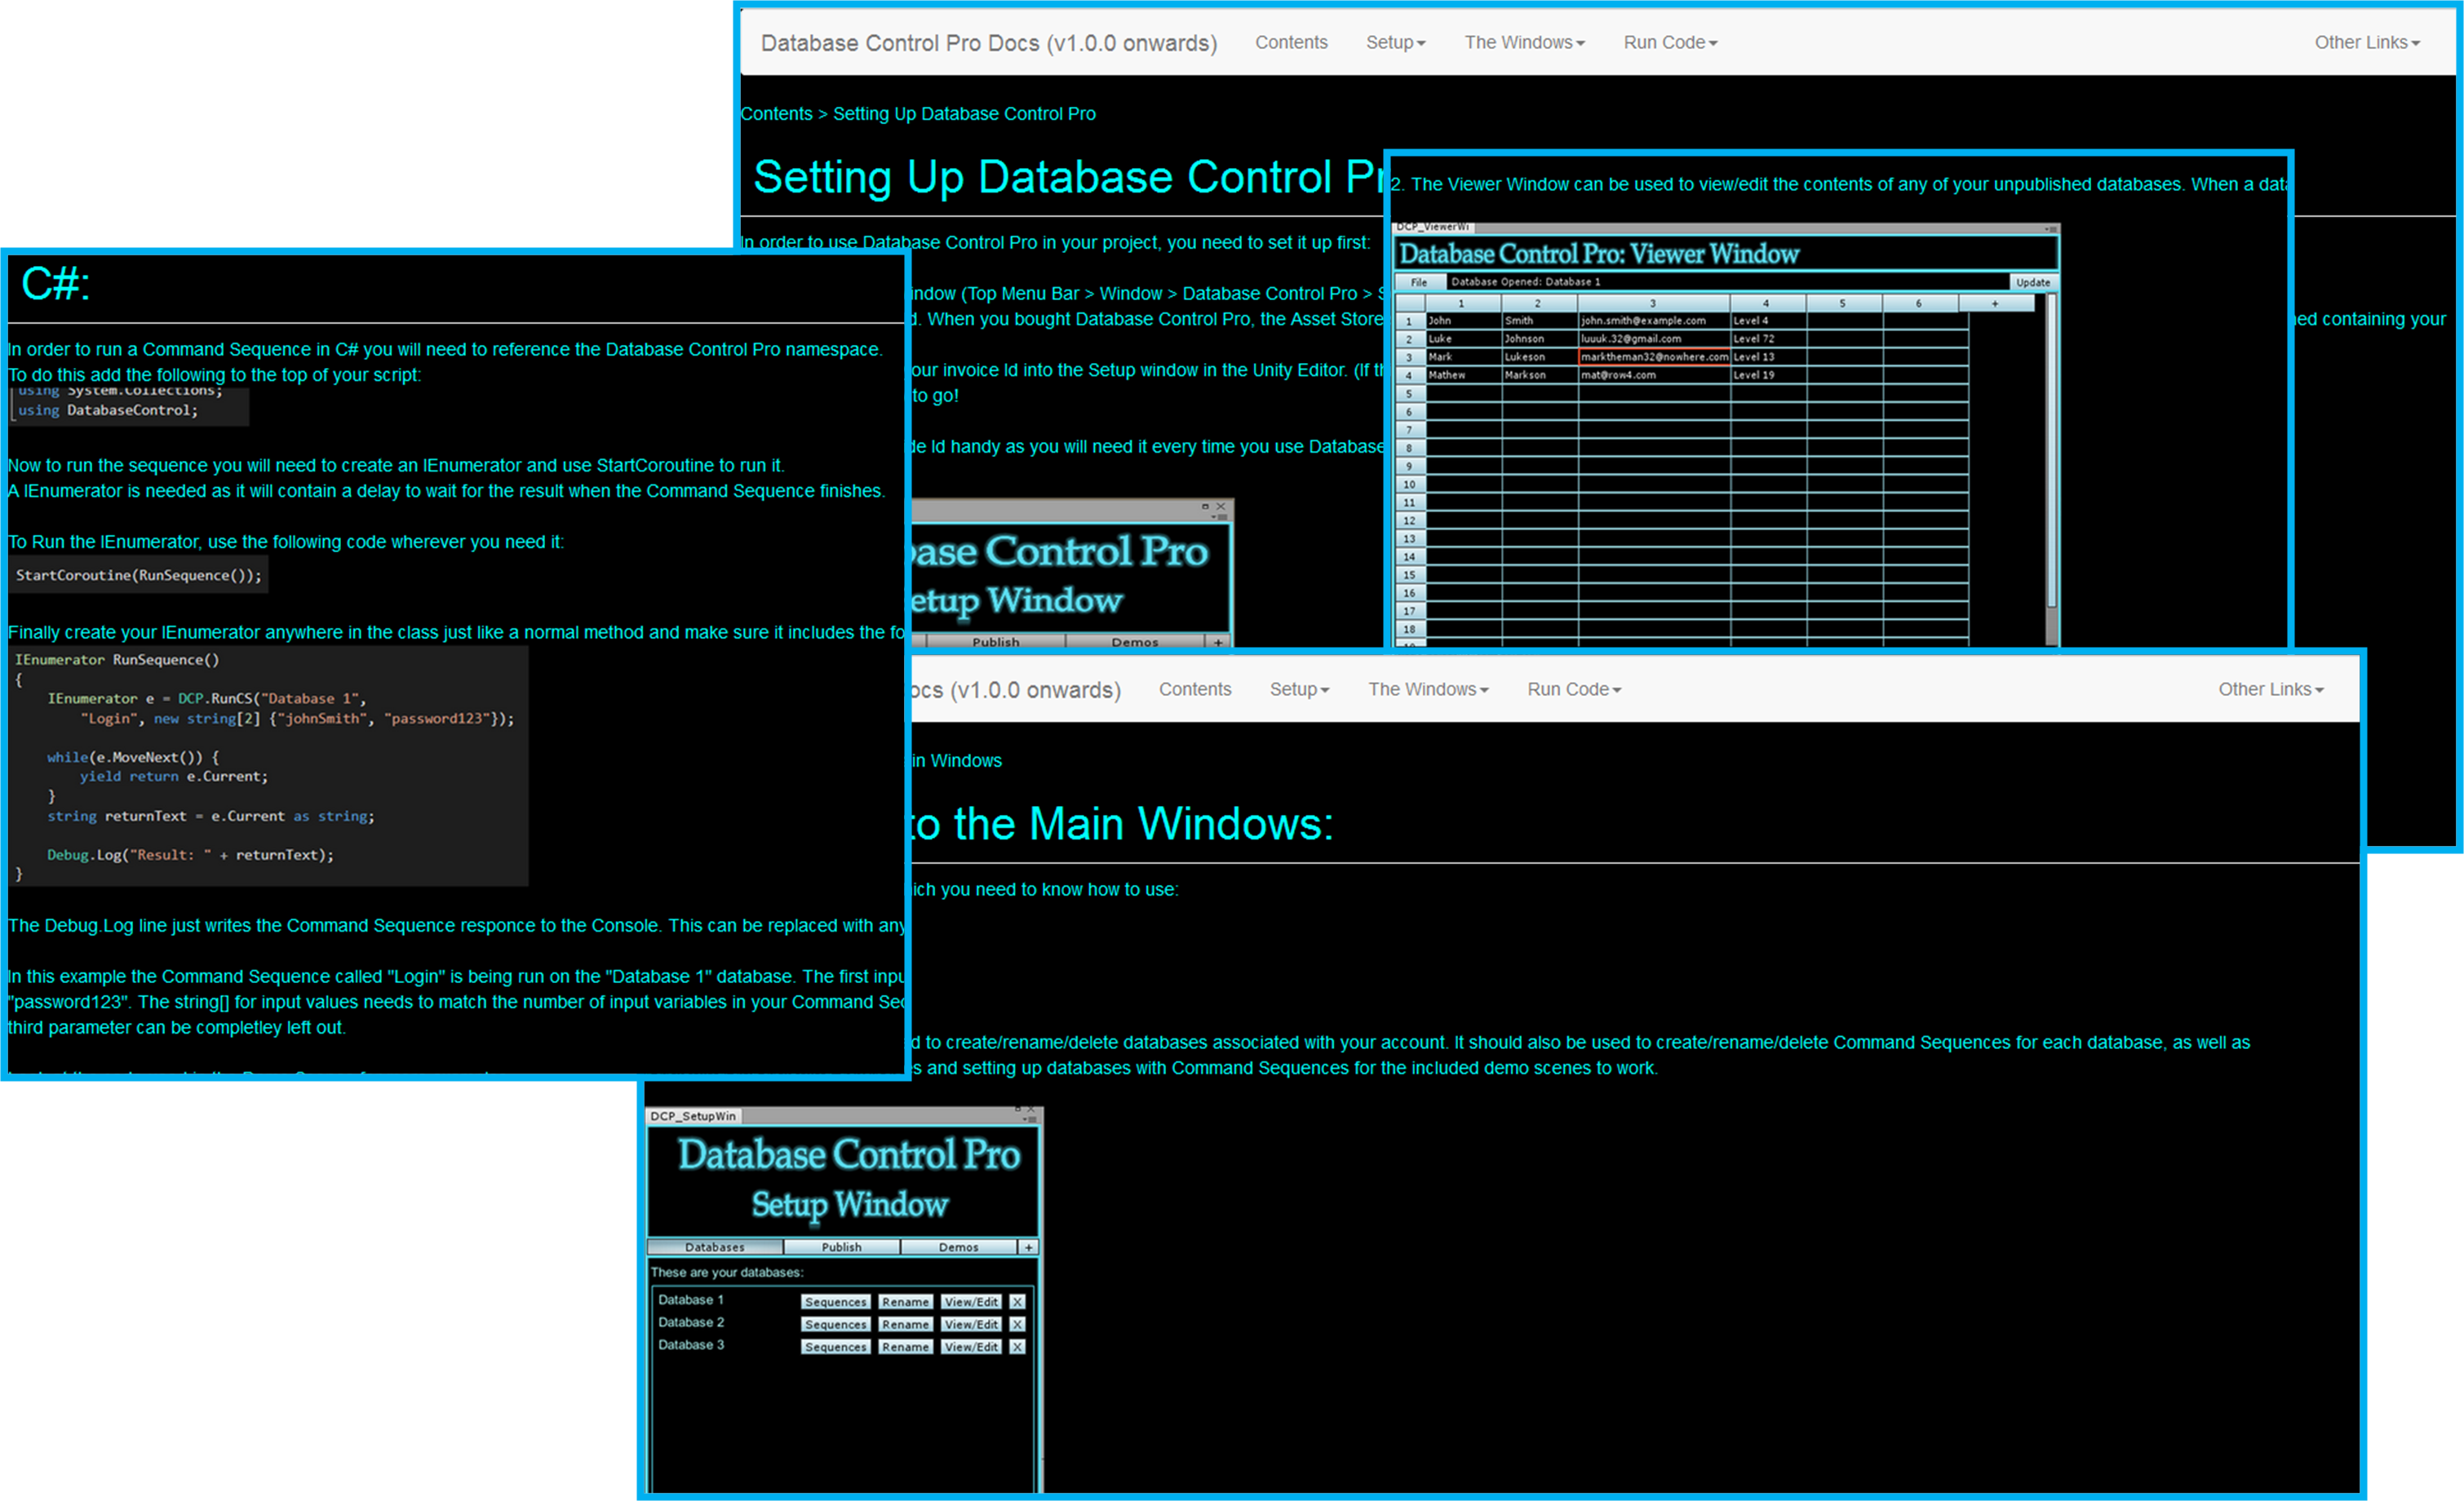 Database Control Pro Docs (v1.0.0 onwards) Contents Setup The Windows Run Code Other Links
Contents > Setting Up Database Control Pro
Setting Up Database Control
In order to use Database Control Pro in your project, you need to set it up first:
(Top Menu Bar > Window > Database Control Pro >
When you bought Database Control Pro, the Asset Store
containing your
invoice Id into the Setup window in the Unity Editor. (If
to go!
Id handy as you will need it every time you use Database
Control Pro
Window
Publish Demos +
2. The Viewer Window can be used to view/edit the contents of any of your unpublished databases. When a
DCP_ViewerWi
Database Control Pro: Viewer Window
File Database Opened: Database 1 Update
1 2 3 4 5 6 +
1 John Smith john.smith@example.com Level 4
2 Luke Johnson luuuk.32@gmail.com Level 72
3 Mark Lukeson marktheman32@nowhere.com Level 13
4 Mathew Markson mat@row4.com Level 19
5
6
7
8
9
10
11
12
13
14
15
16
17
18
C#:
In order to run a Command Sequence in C# you will need to reference the Database Control Pro namespace.
To do this add the following to the top of your script:
using System.Collections;
using DatabaseControl;
Now to run the sequence you will need to create an IEnumerator and use StartCoroutine to run it.
A IEnumerator is needed as it will contain a delay to wait for the result when the Command Sequence finishes.
To Run the IEnumerator, use the following code wherever you need it:
StartCoroutine(RunSequence());
Finally create your IEnumerator anywhere in the class just like a normal method and make sure it includes the
IEnumerator RunSequence()
{
IEnumerator e = DCP.RunCS("Database 1",
"Login", new string[2] {"johnSmith", "password123"});
while(e.MoveNext()) {
yield return e.Current;
}
string returnText = e.Current as string;
Debug.Log("Result: " + returnText);
}
The Debug.Log line just writes the Command Sequence responce to the Console. This can be replaced with any
In this example the Command Sequence called "Login" is being run on the "Database 1" database. The first
"password123". The string[] for input values needs to match the number of input variables in your Command
third parameter can be completley left out.
(v1.0.0 onwards) Contents Setup The Windows Run Code Other Links
Windows
to the Main Windows:
you need to know how to use:
to create/rename/delete databases associated with your account. It should also be used to create/rename/delete Command Sequences for each database, as well as
and setting up databases with Command Sequences for the included demo scenes to work.
DCP_SetupWin
Database Control Pro
Setup Window
Databases Publish Demos +
These are your databases:
Database 1 Sequences Rename View/Edit X
Database 2 Sequences Rename View/Edit X
Database 3 Sequences Rename View/Edit X